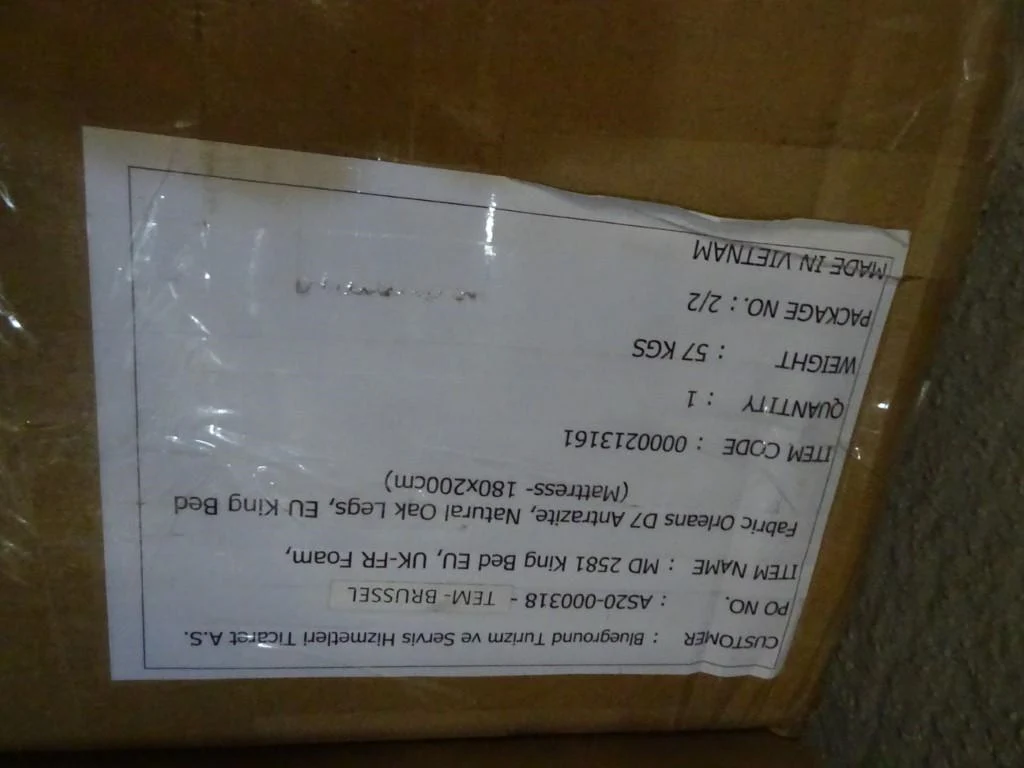 CUSTOMER : Blueground Turizm ve Servis Hizmetleri Ticaret A.S.
PO NO. : AS20-000318 - TEM-BRUSSEL
ITEM NAME : MD 2581 King Bed EU, UK-FR Foam,
Fabric Orleans D7 Antrazite, Natural Oak Legs, EU King Bed
(Mattress- 180x200cm)
ITEM CODE : 0000213161
QUANTITY : 1
WEIGHT : 57 KGS
PACKAGE NO. : 2/2
MADE IN VIETNAM